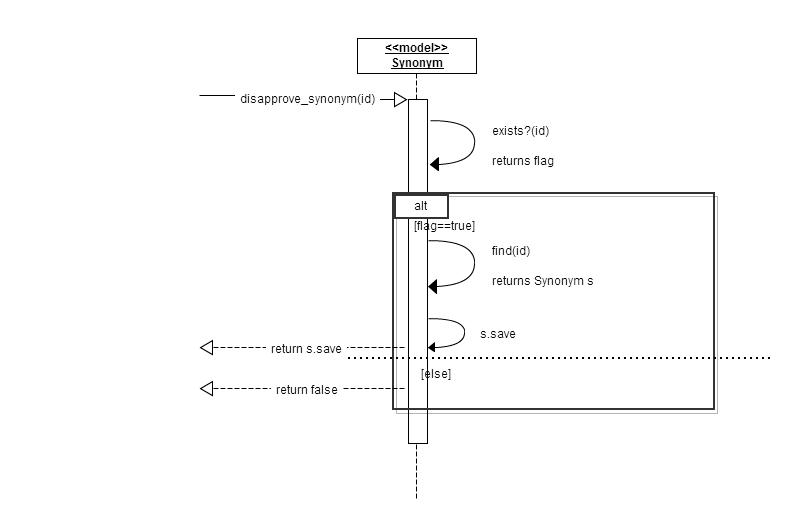 <<model>>
Synonym
disapprove_synonym(id)
exists?(id)
returns flag
alt
[flag==true]
find(id)
returns Synonym s
s.save
return s.save
[else]
return false